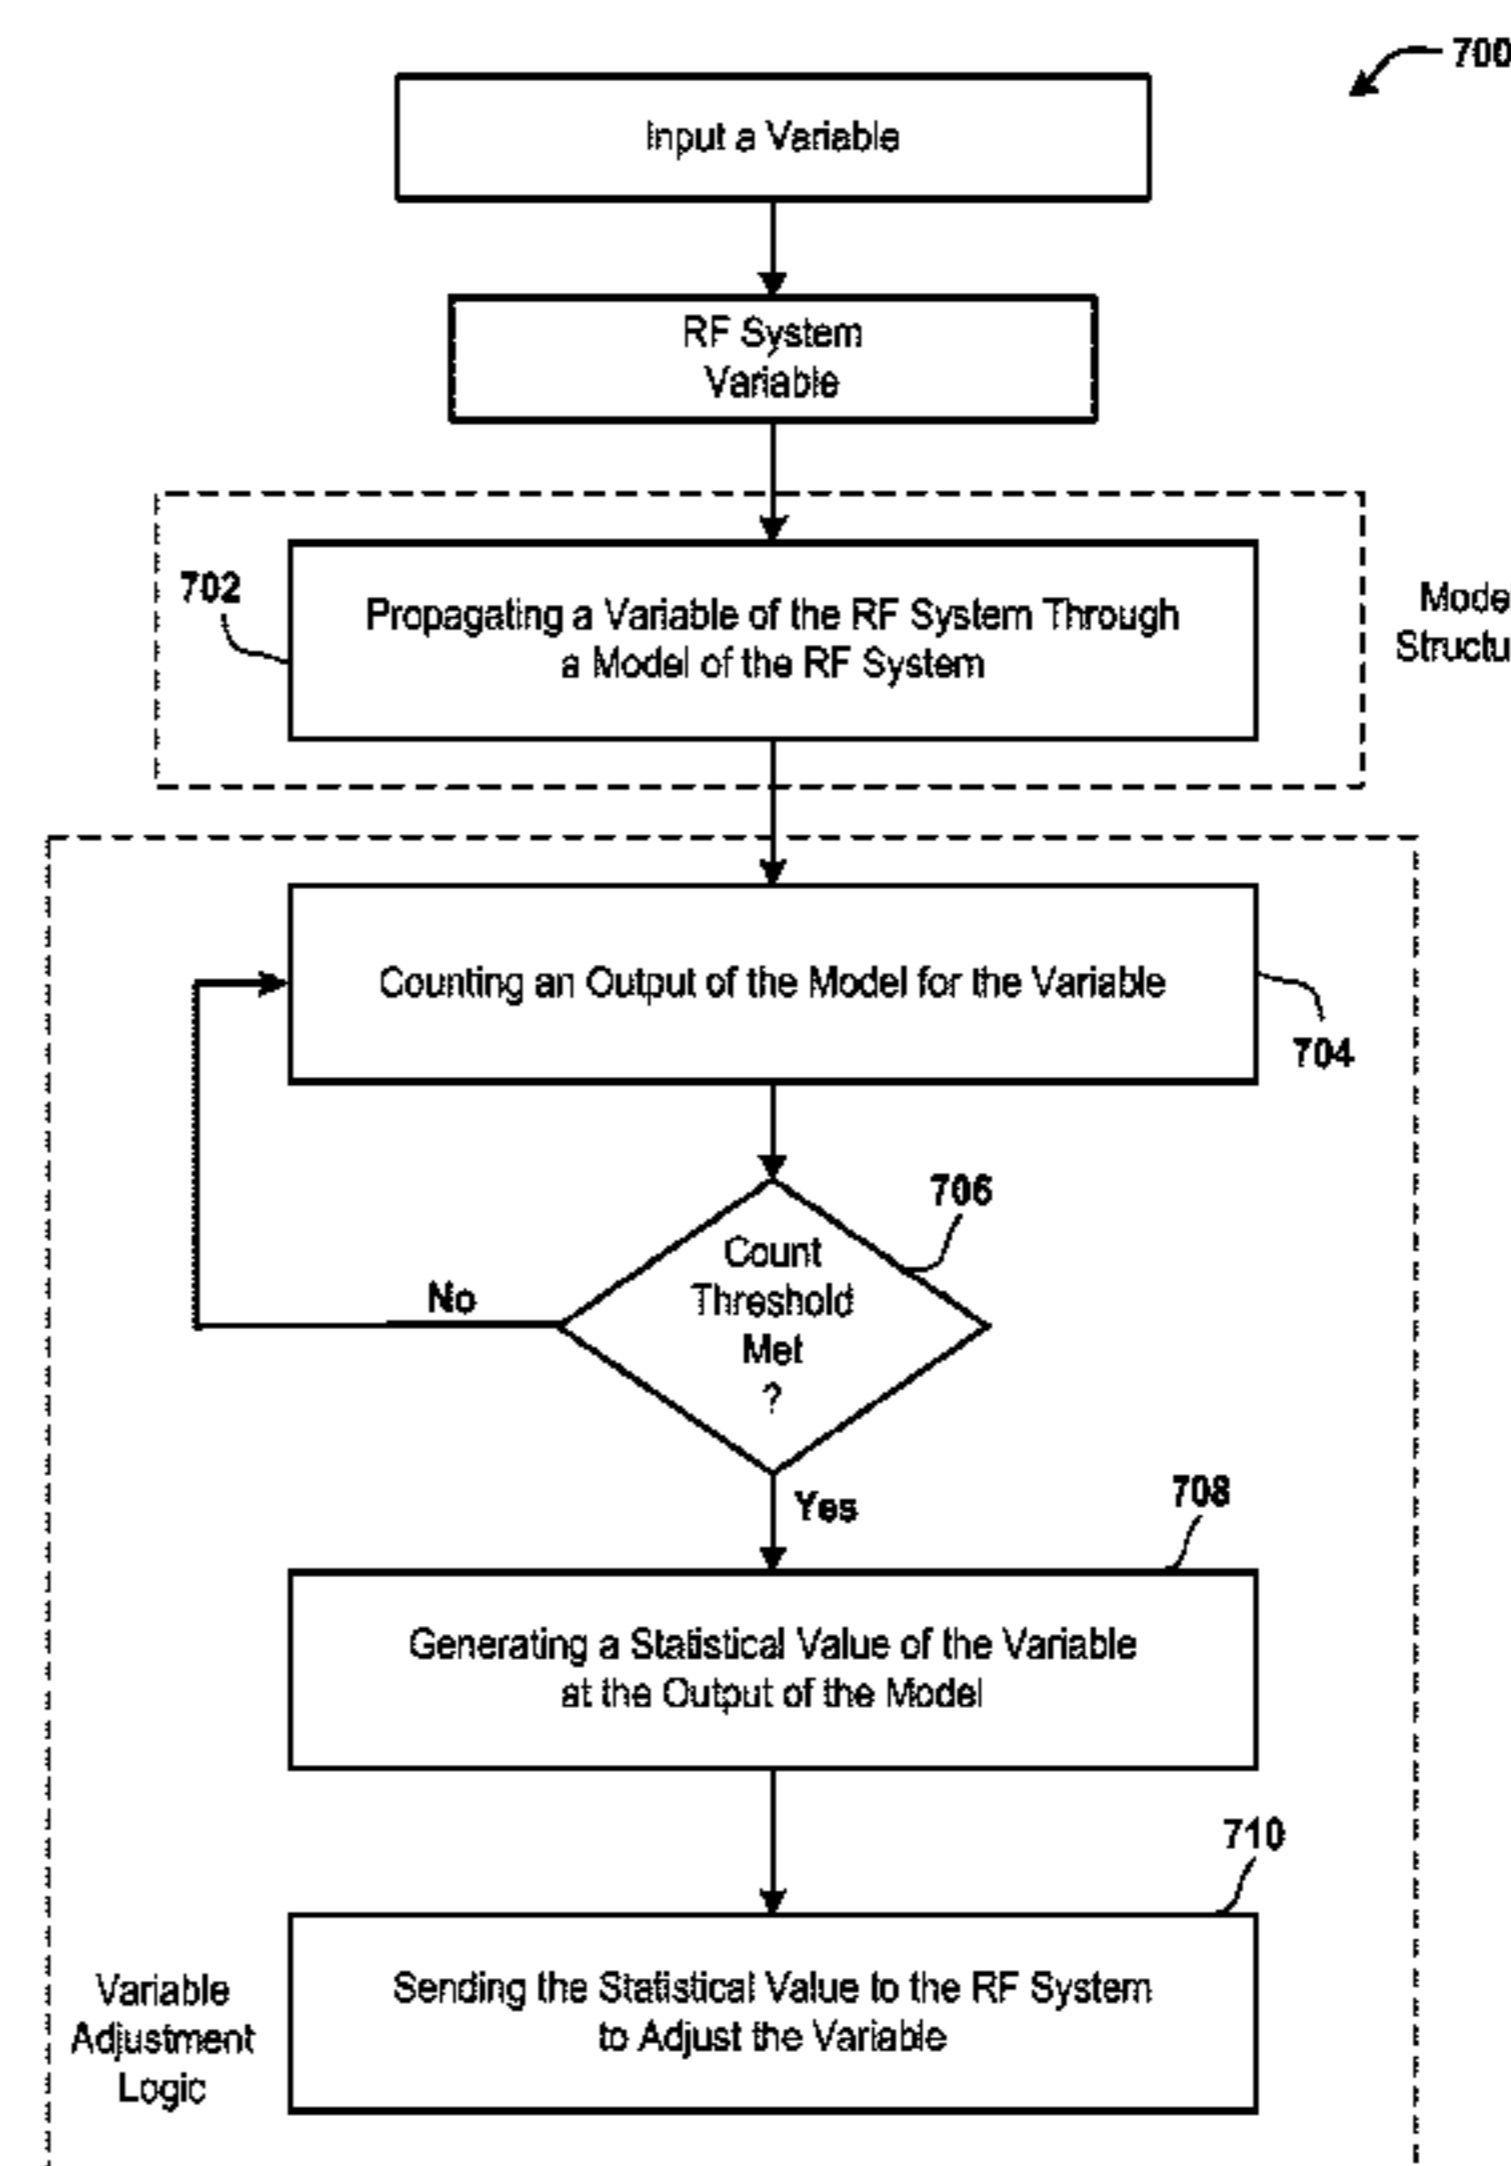 700
Input a Variable
RF System
Variable
702
Propagating a Variable of the RF System Through
a Model of the RF System
Mode
Structu
Counting an Output of the Model for the Variable
704
706
Count
Threshold
Met
?
No
Yes
708
Generating a Statistical Value of the Variable
at the Output of the Model
710
Sending the Statistical Value to the RF System
to Adjust the Variable
Variable
Adjustment
Logic